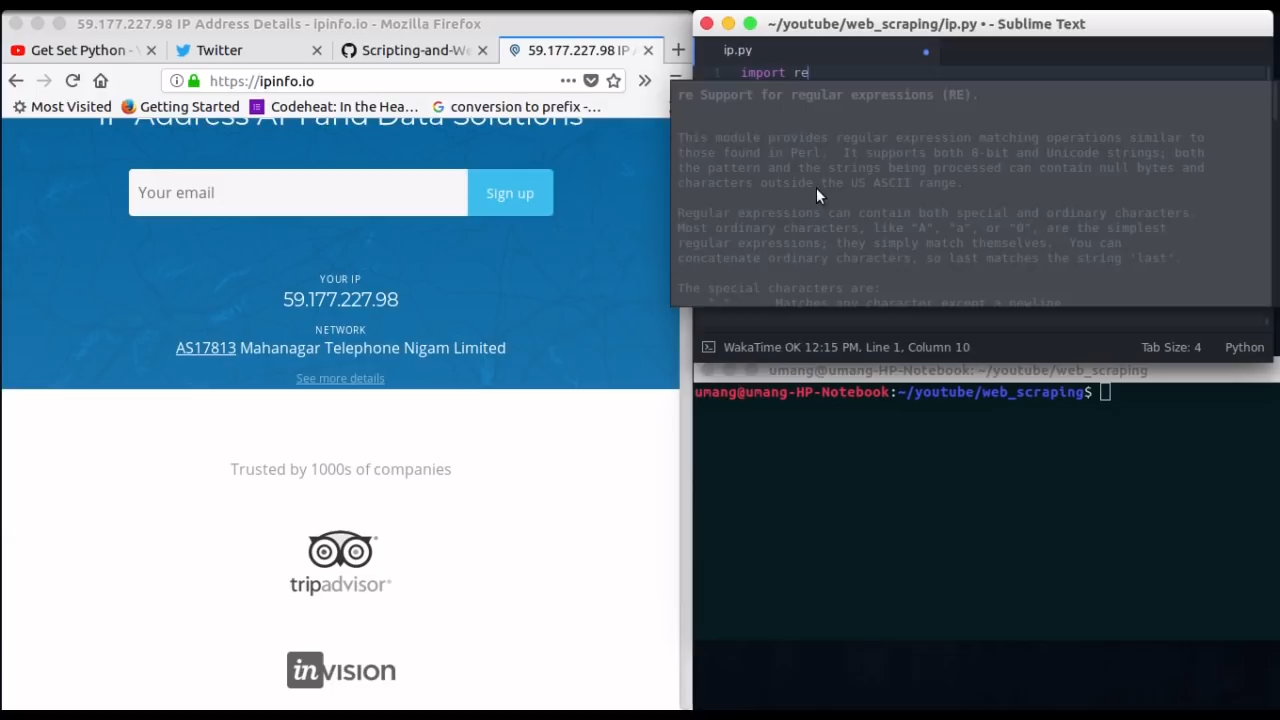 59.177.227.98 IP Address Details - ipinfo.io - Mozilla Firefox
Get Set Python -
Twitter
Scripting-and-We
59.177.227.98 IP A
https://ipinfo.io
Most Visited
Getting Started
Codeheat: In the Hea...
conversion to prefix -...
IP Address API and Data Solutions
Your email
Sign up
YOUR IP
59.177.227.98
NETWORK
AS17813 Mahanagar Telephone Nigam Limited
See more details
Trusted by 1000s of companies
tripadvisor
invision
~/youtube/web_scraping/ip.py • - Sublime Text
ip.py
1 import re
re Support for regular expressions (RE).
This module provides regular expression matching operations similar to
those found in Perl. It supports both 8-bit and Unicode strings; both
the pattern and the strings being processed can contain null bytes and
characters outside the US ASCII range.
Regular expressions can contain both special and ordinary characters.
Most ordinary characters, like "A", "a", or "0", are the simplest
regular expressions; they simply match themselves. You can
concatenate ordinary characters, so last matches the string 'last'.
The special characters are:
"." Matches any character except a newline
WakaTime OK 12:15 PM, Line 1, Column 10
Tab Size: 4
Python
umang@umang-HP-Notebook: ~/youtube/web_scraping
umang@umang-HP-Notebook:~/youtube/web_scraping$